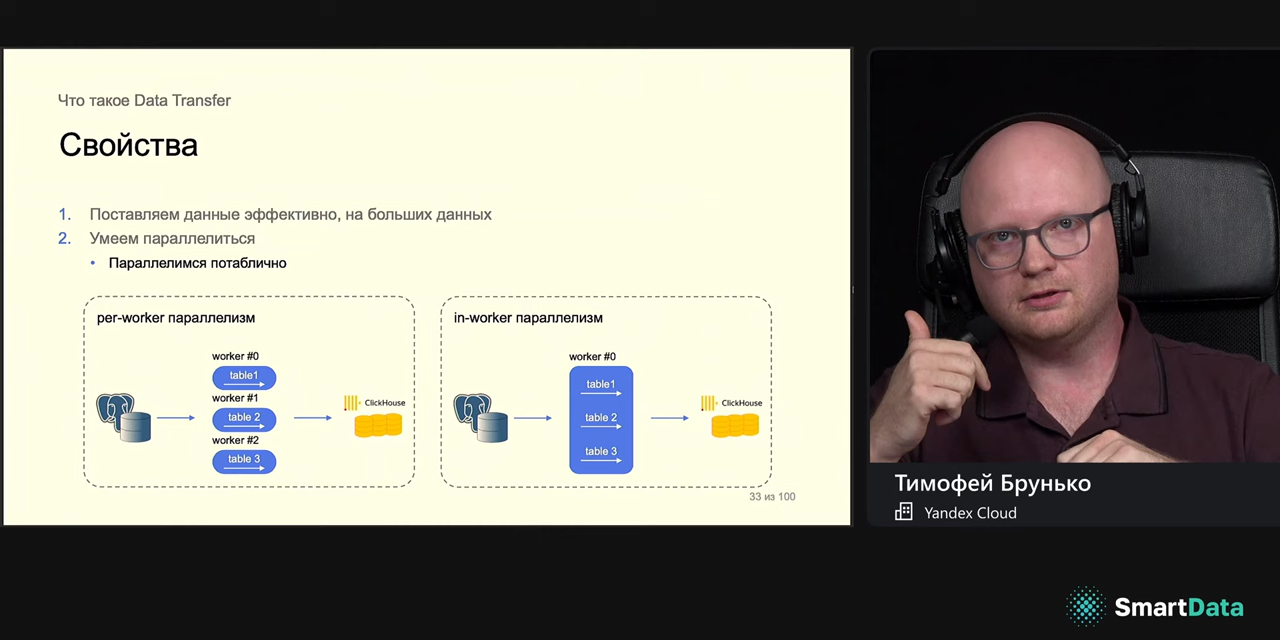 Что такое Data Transfer
Свойства
1. Поставляем данные эффективно, на больших данных
2. Умеем параллелиться
• Параллелимся потаблично
per-worker параллелизм
worker #0
table1
worker #1
table 2
worker #2
table 3
ClickHouse
in-worker параллелизм
worker #0
table1
table 2
table 3
ClickHouse
33 из 100
Тимофей Брунько
Yandex Cloud
SmartData